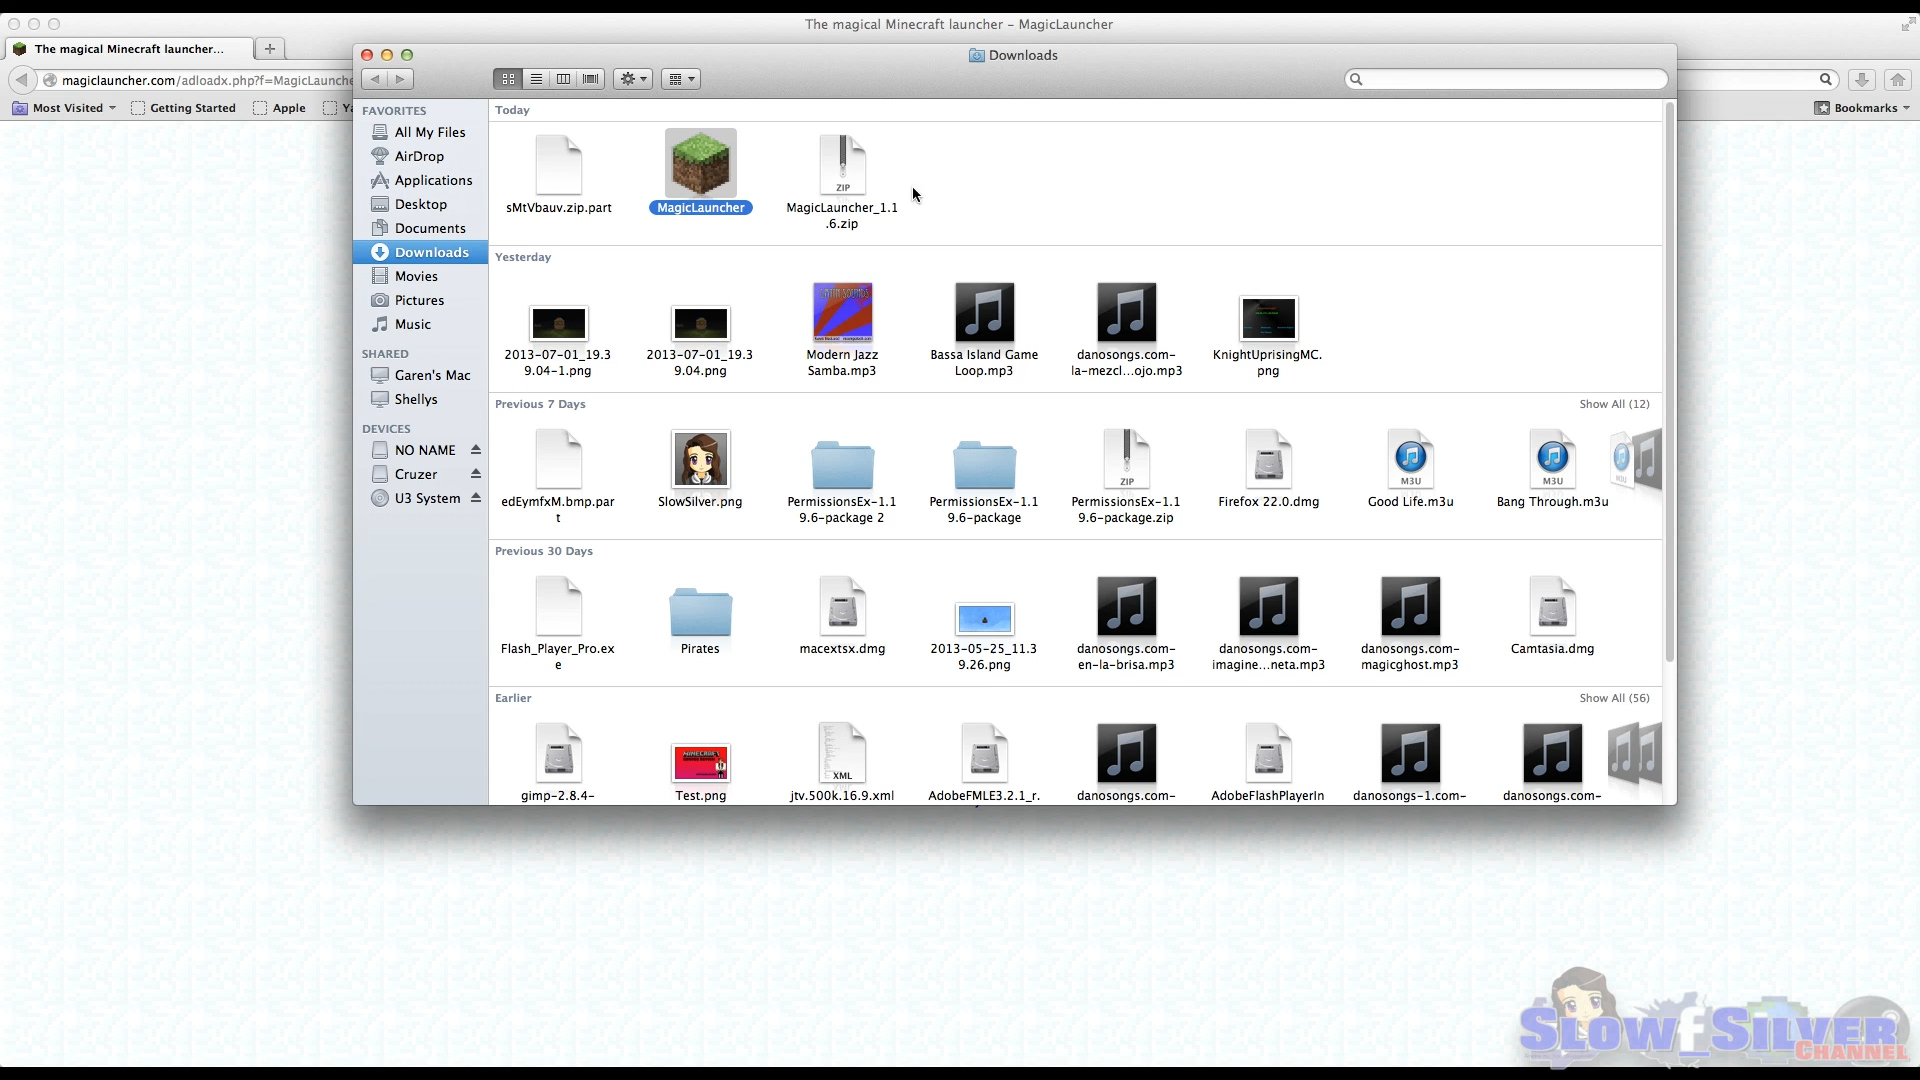 The magical Minecraft launcher – MagicLauncher
The magical Minecraft launcher...
magiclauncher.com/adloadx.php?f=MagicLaunche
Most Visited
Getting Started
Apple
Bookmarks
Downloads
FAVORITES
All My Files
AirDrop
Applications
Desktop
Documents
Downloads
Movies
Pictures
Music
SHARED
Garen's Mac
Shellys
DEVICES
NO NAME
Cruzer
U3 System
Today
ZIP
sMtVbauv.zip.part
MagicLauncher
MagicLauncher_1.1
.6.zip
Yesterday
2013-07-01_19.3
9.04-1.png
2013-07-01_19.3
9.04.png
Modern Jazz
Samba.mp3
Bassa Island Game
Loop.mp3
danosongs.com-
la-mezcl...ojo.mp3
KnightUprisingMC.
png
Previous 7 Days
Show All (12)
edEymfxM.bmp.par
t
SlowSilver.png
PermissionsEx-1.1
9.6-package 2
PermissionsEx-1.1
9.6-package
ZIP
PermissionsEx-1.1
9.6-package.zip
Firefox 22.0.dmg
M3U
Good Life.m3u
M3U
Bang Through.m3u
Previous 30 Days
Flash_Player_Pro.ex
e
Pirates
macextsx.dmg
2013-05-25_11.3
9.26.png
danosongs.com-
en-la-brisa.mp3
danosongs.com-
imagine...neta.mp3
danosongs.com-
magicghost.mp3
Camtasia.dmg
Earlier
Show All (56)
gimp-2.8.4-
MINECRAFT
Test.png
XML
jtv.500k.16.9.xml
AdobeFMLE3.2.1_r.
danosongs.com-
AdobeFlashPlayerIn
danosongs-1.com-
danosongs.com-
SLOW_SILVER
CHANNEL